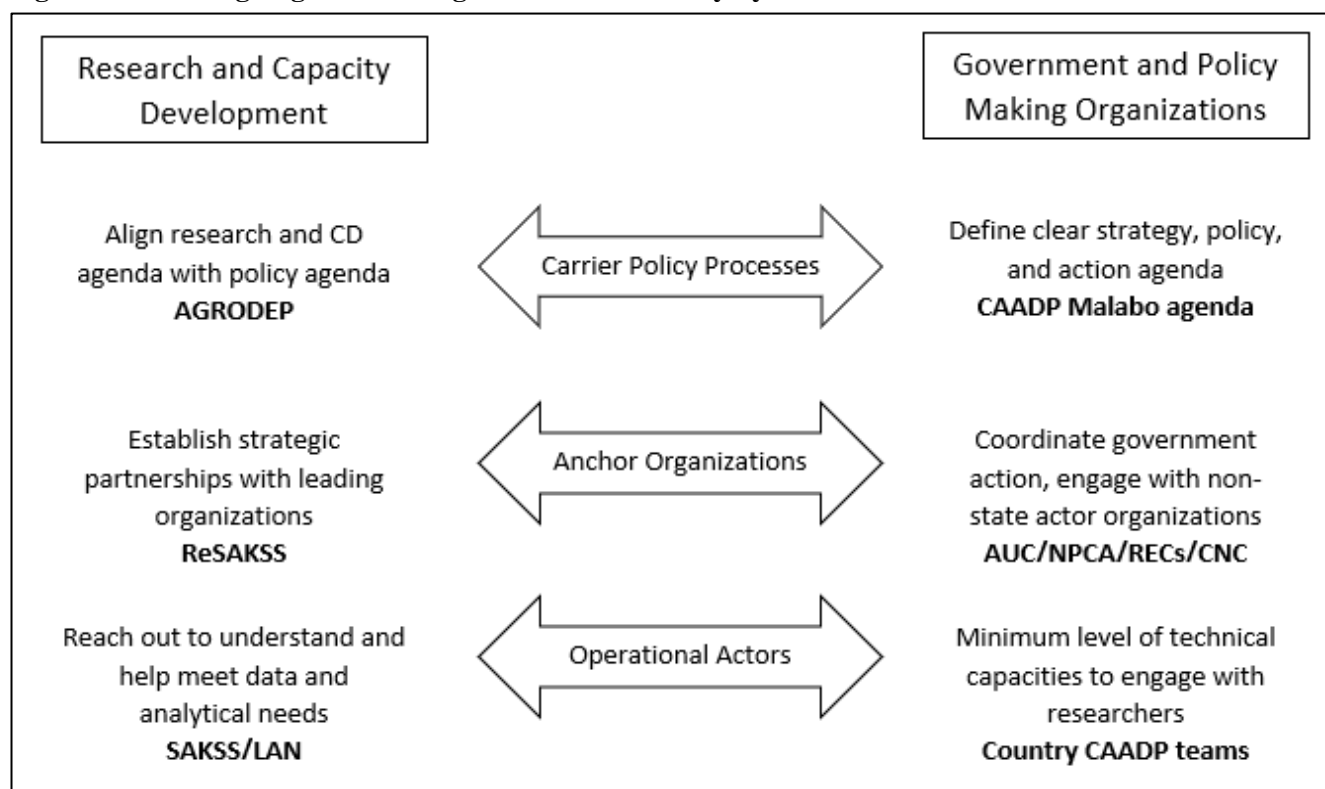 Research and Capacity
Development
Government and Policy
Making Organizations
Align research and CD
agenda with policy agenda
AGRODEP
Carrier Policy Processes
Define clear strategy, policy,
and action agenda
CAADP Malabo agenda
Establish strategic
partnerships with leading
organizations
ReSAKSS
Anchor Organizations
Coordinate government
action, engage with non-
state actor organizations
AUC/NPCA/RECs/CNC
Reach out to understand and
help meet data and
analytical needs
SAKSS/LAN
Operational Actors
Minimum level of technical
capacities to engage with
researchers
Country CAADP teams